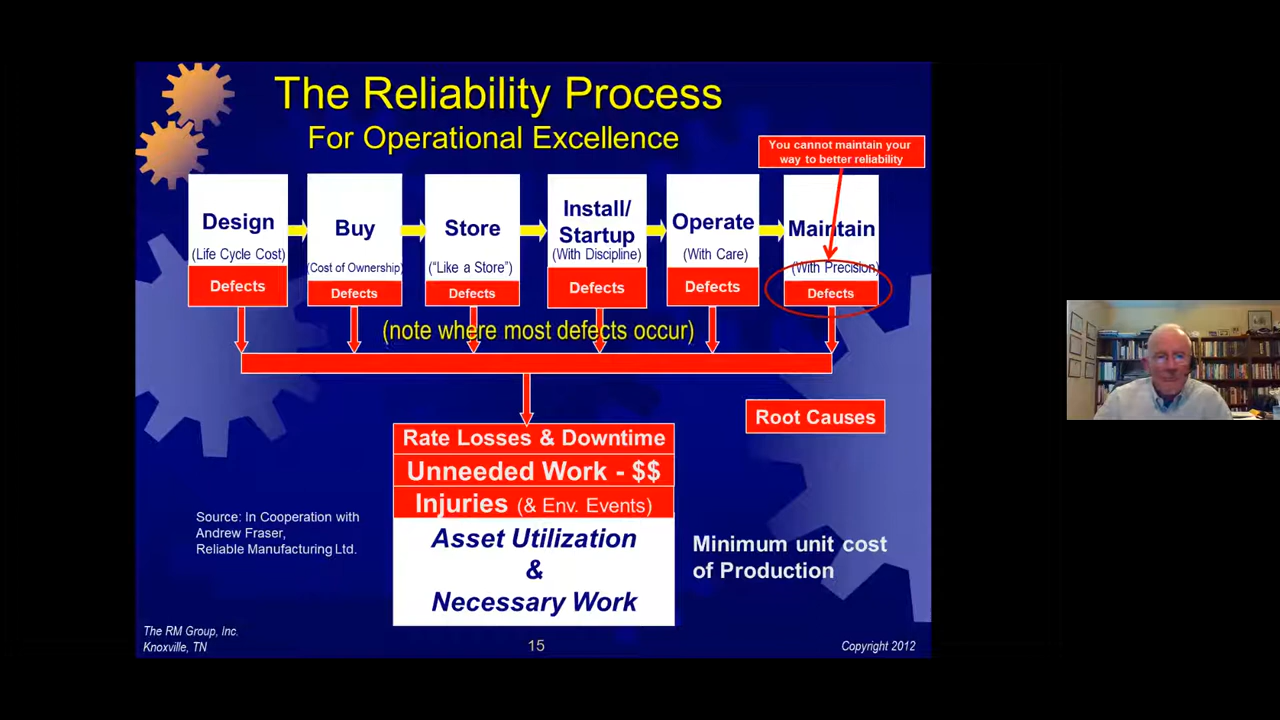 The Reliability Process
For Operational Excellence
You cannot maintain your
way to better reliability
Design
(Life Cycle Cost)
Defects
Buy
(Cost of Ownership)
Defects
Store
(“Like a Store”)
Defects
Install/
Startup
(With Discipline)
Defects
Operate
(With Care)
Defects
Maintain
(With Precision)
Defects
(note where most defects occur)
Root Causes
Rate Losses & Downtime
Unneeded Work - $$
Injuries (& Env. Events)
Asset Utilization
&
Necessary Work
Minimum unit cost
of Production
Source: In Cooperation with
Andrew Fraser,
Reliable Manufacturing Ltd.
The RM Group, Inc.
Knoxville, TN
15
Copyright 2012